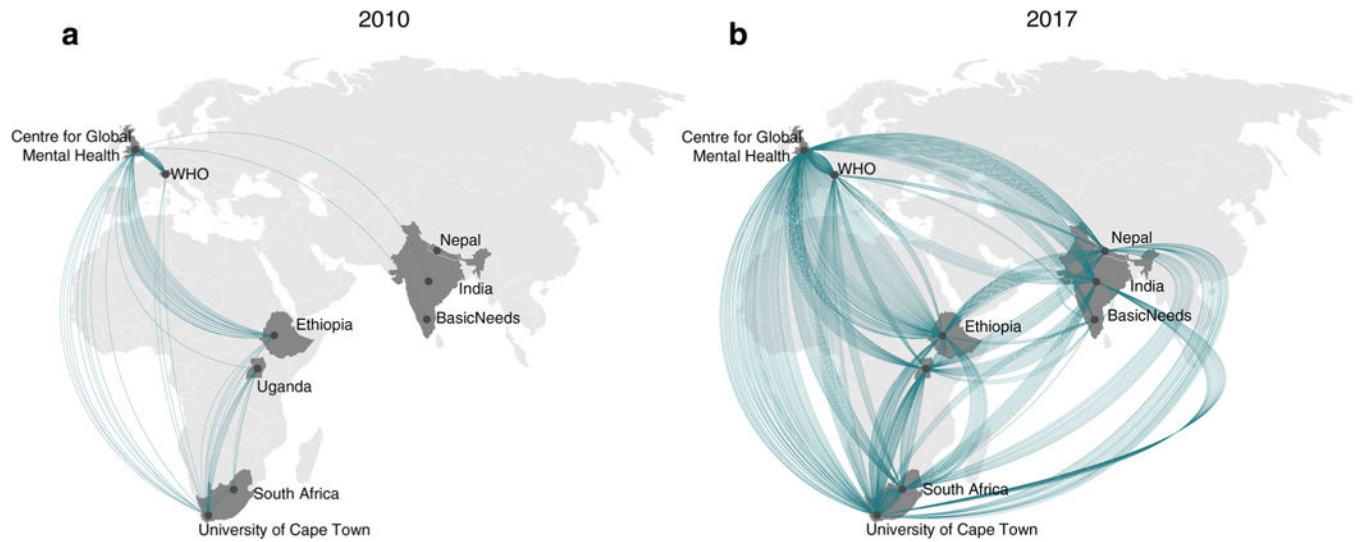 a
2010
Centre for Global
Mental Health
WHO
Nepal
India
BasicNeeds
Ethiopia
Uganda
South Africa
University of Cape Town
b
2017
Centre for Global
Mental Health
WHO
Nepal
India
BasicNeeds
Ethiopia
South Africa
University of Cape Town